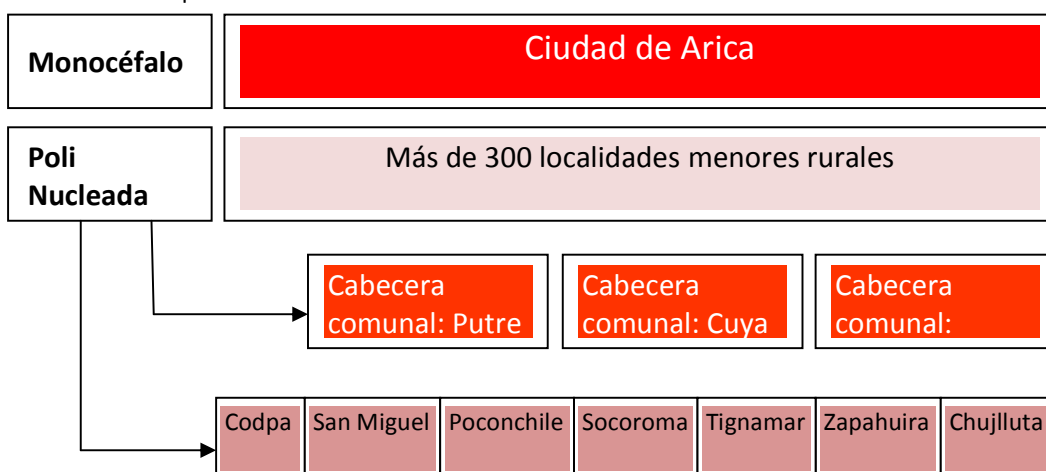 Monocéfalo
Ciudad de Arica
Poli
Nucleada
Más de 300 localidades menores rurales
Cabecera
comunal: Putre
Cabecera
comunal: Cuya
Cabecera
comunal:
Codpa
San Miguel
Poconchile
Socoroma
Tignamar
Zapahuira
Chujlluta